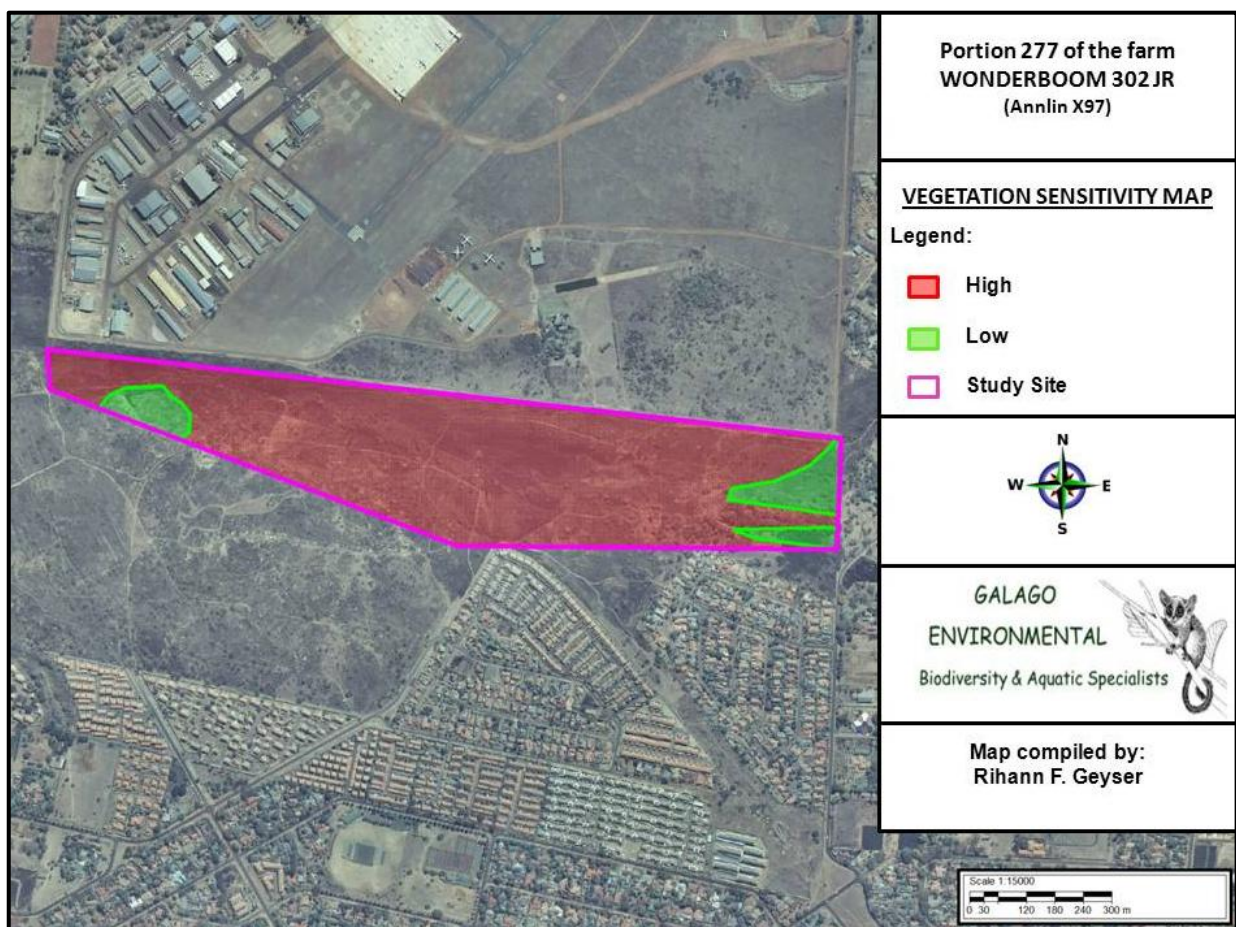 Portion 277 of the farm
WONDERBOOM 302 JR
(Annlin X97)
VEGETATION SENSITIVITY MAP
Legend:
High
Low
Study Site
N
W E
S
GALAGO
ENVIRONMENTAL
Biodiversity & Aquatic Specialists
Map compiled by:
Rihann F. Geyser
Scale 1:15000
0 30 120 180 240 300 m